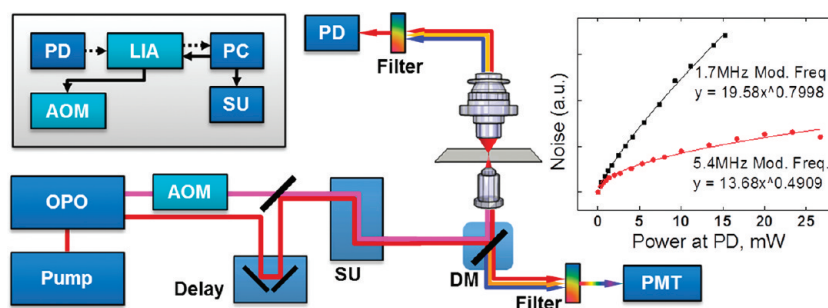 PD
LIA
PC
AOM
SU
PD
Filter
OPO
AOM
Pump
Delay
SU
DM
Filter
PMT
Noise (a.u.)
1.7MHz Mod. Freq.
y = 19.58x^0.7998
5.4MHz Mod. Freq.
y = 13.68x^0.4909
0 5 10 15 20 25
Power at PD, mW